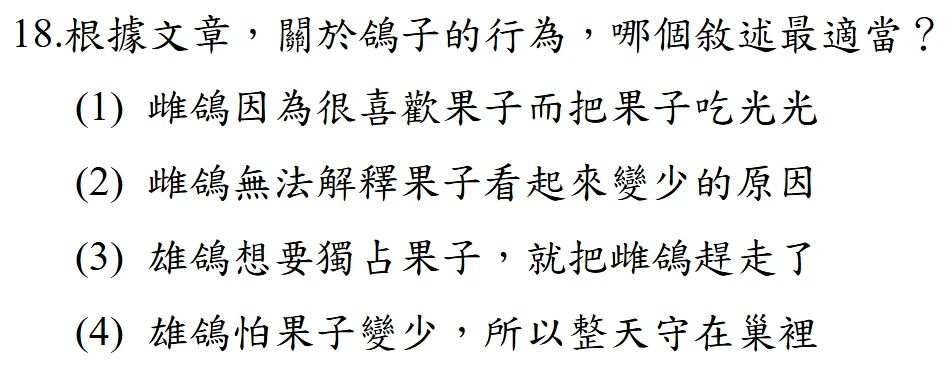 18.根據文章，關於鴿子的行為，哪個敘述最適當？
(1) 雌鴿因為很喜歡果子而把果子吃光光
(2) 雌鴿無法解釋果子看起來變少的原因
(3) 雄鴿想要獨占果子，就把雌鴿趕走了
(4) 雄鴿怕果子變少，所以整天守在巢裡